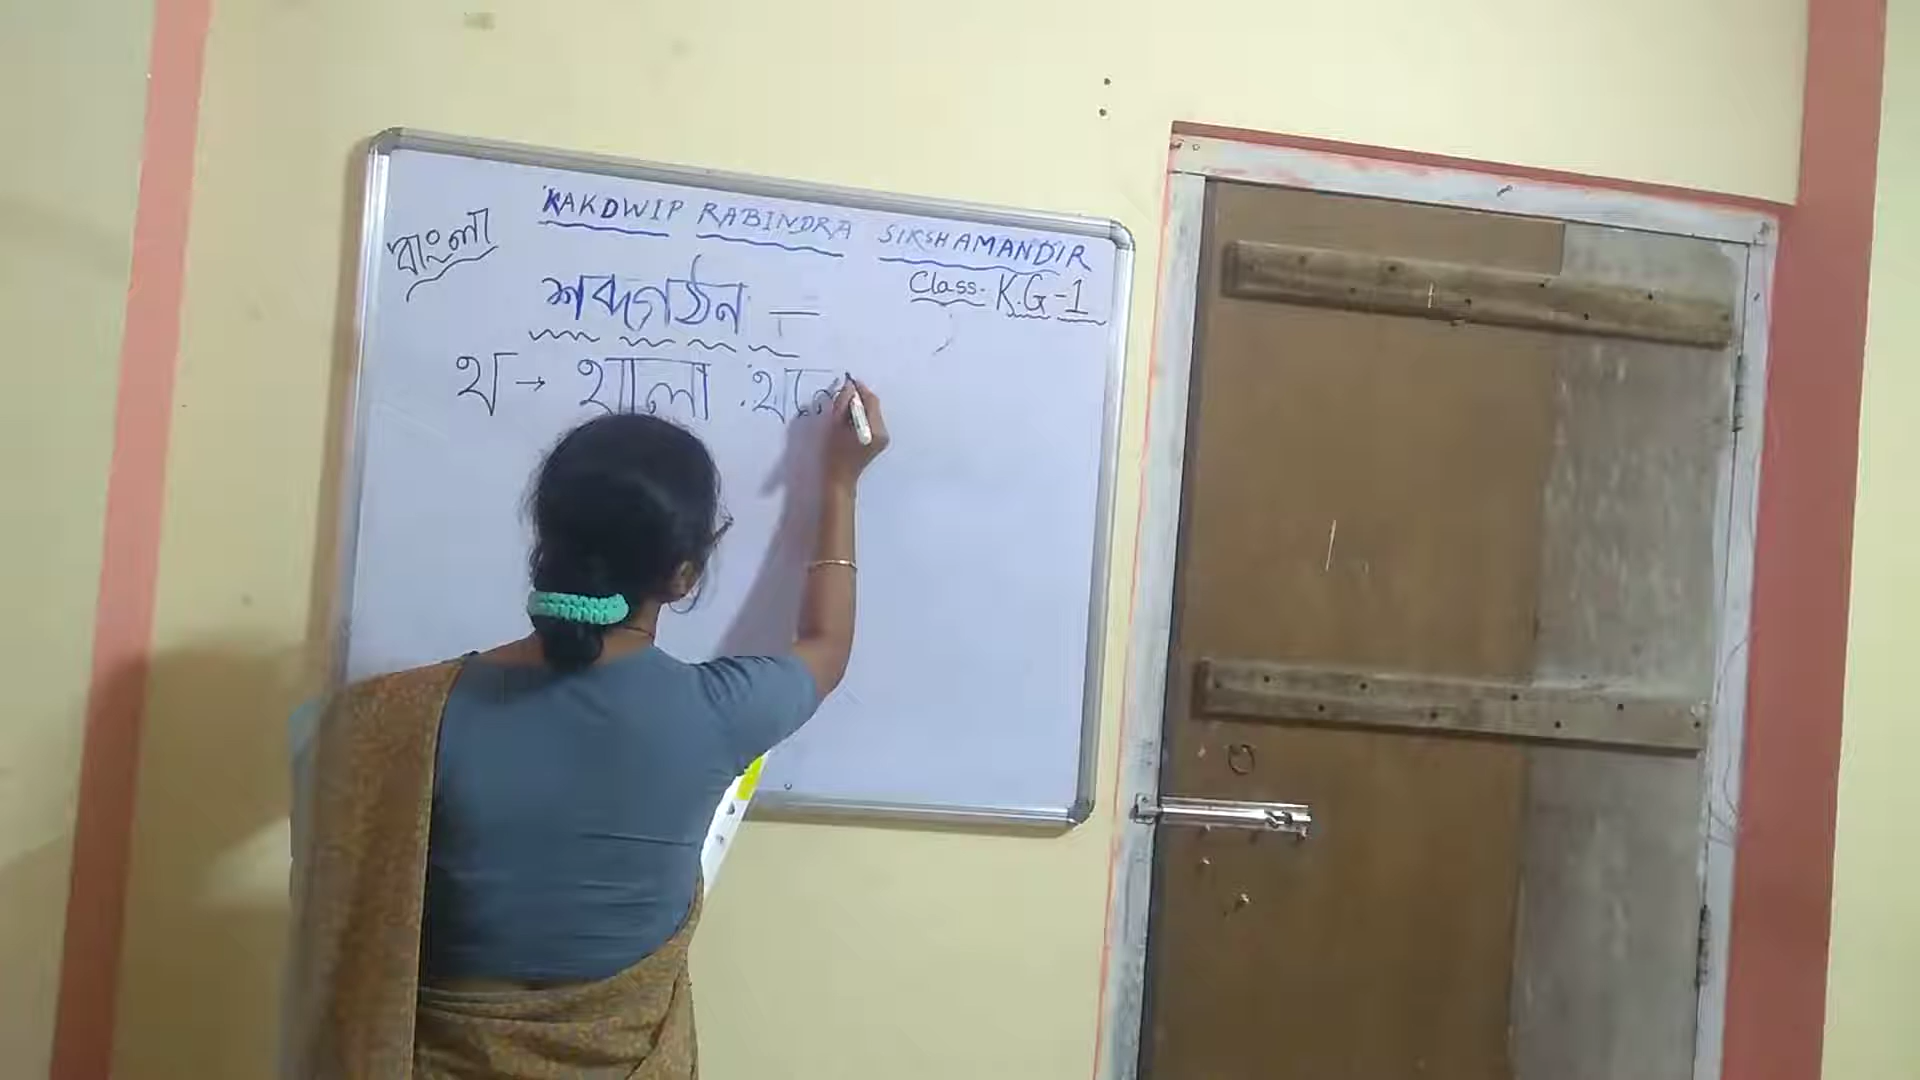 KAKDWIP RABINDRA SIKSHAMANDIR
বাংলা
Class- K.G-1
শব্দগঠন =
থ → থালা